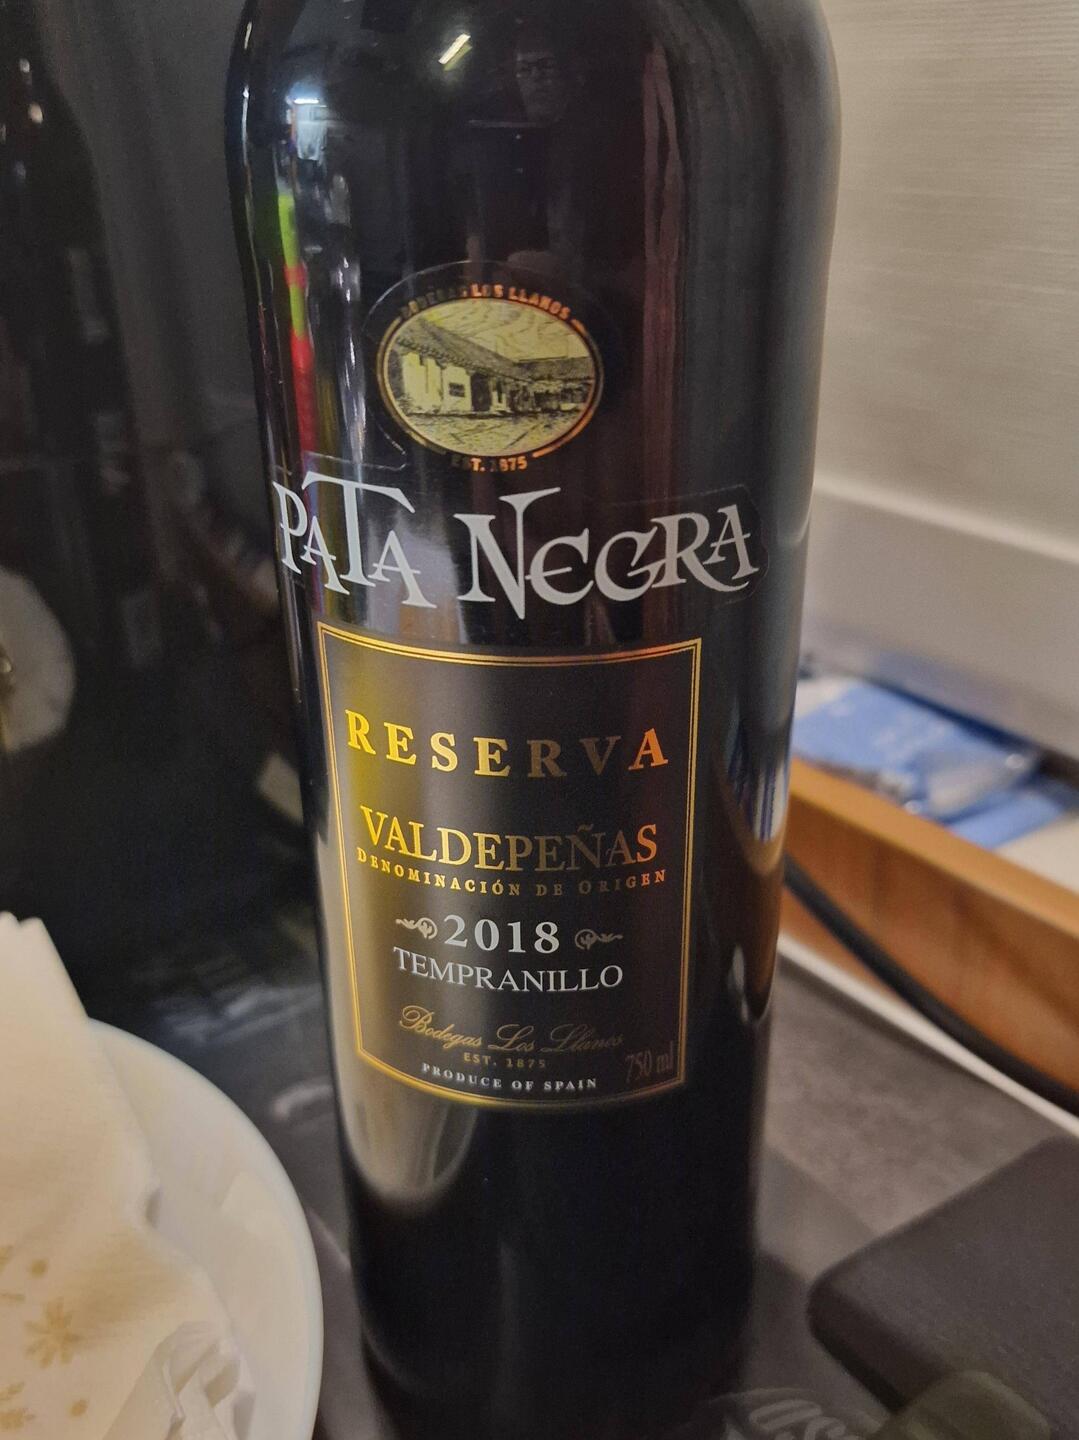 BODEGAS LOS LLANOS
EST. 1875
PATA NEGRA
RESERVA
VALDEPEÑAS
DENOMINACIÓN DE ORIGEN
2018
TEMPRANILLO
Bodegas Los Llanos
EST. 1875
750 ml
PRODUCE OF SPAIN